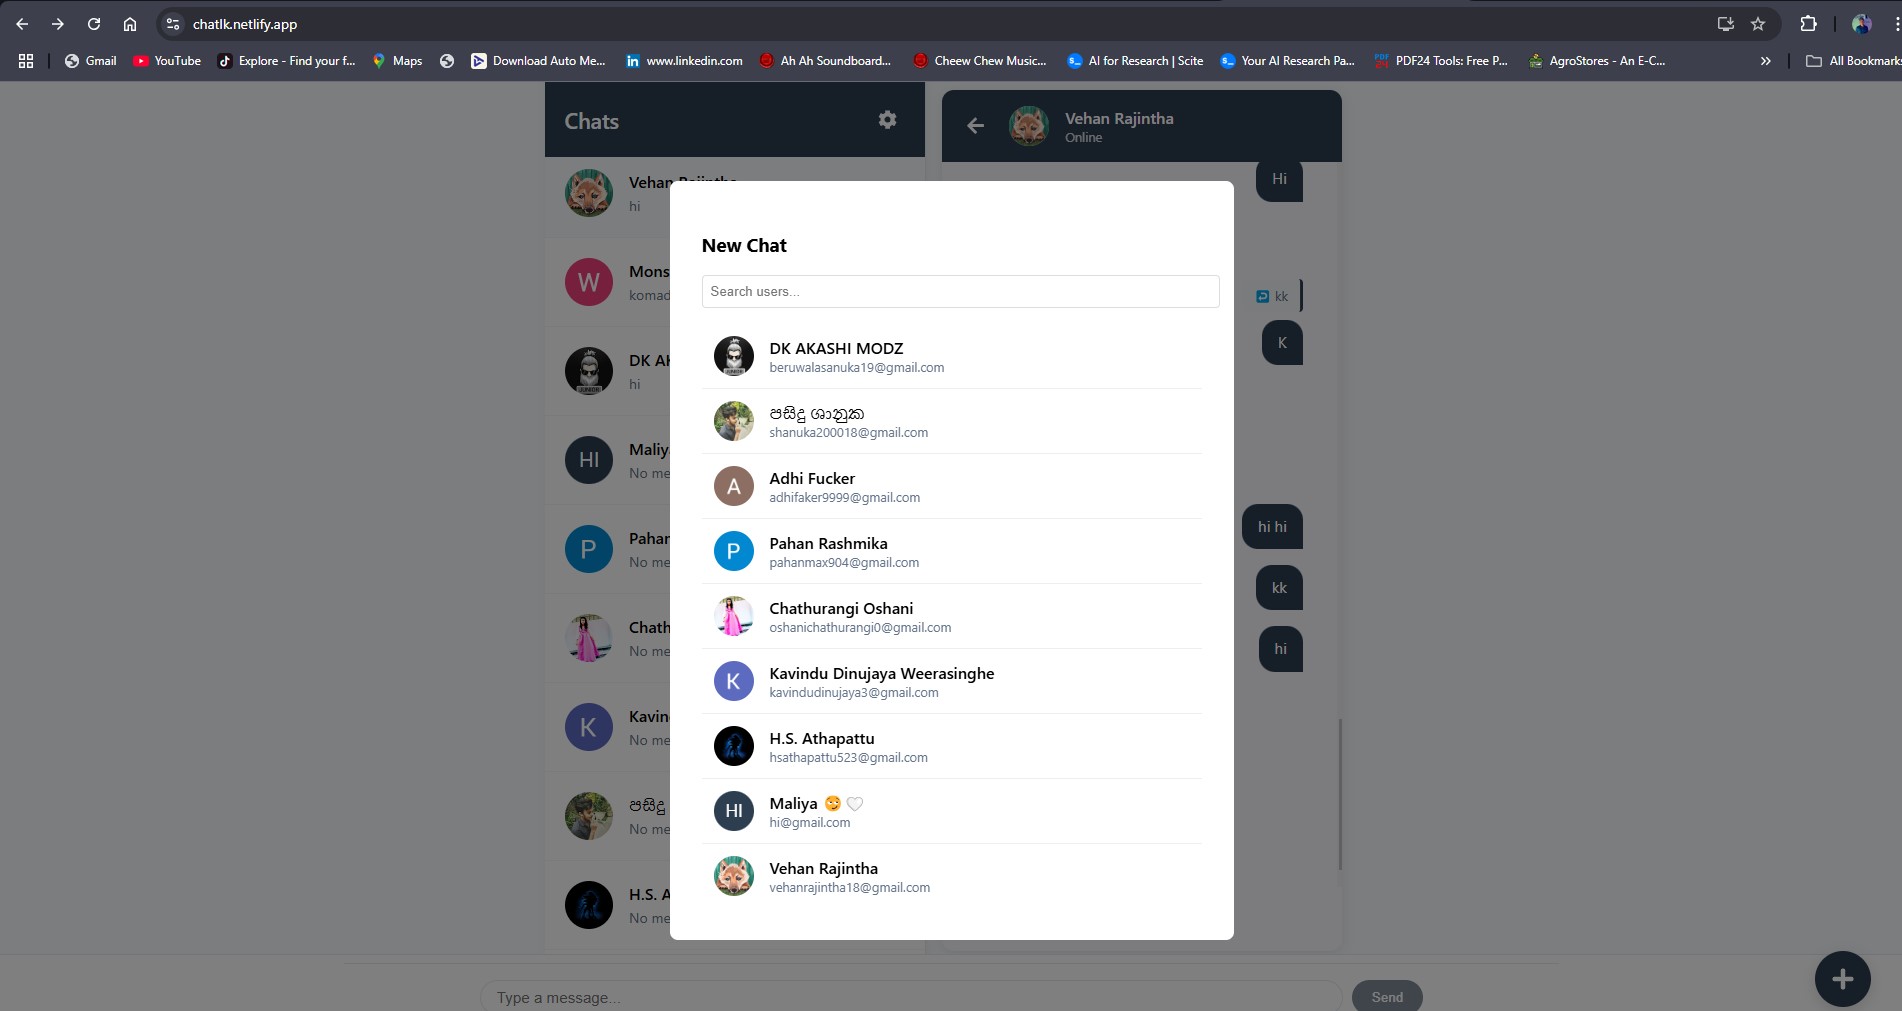 chatlk.netlify.app
Gmail
YouTube
Explore - Find your f...
Maps
Download Auto Me...
www.linkedin.com
Ah Ah Soundboard...
Cheew Chew Music...
AI for Research | Scite
Your AI Research Pa...
PDF24 Tools: Free P...
AgroStores - An E-C...
All Bookmarks
Chats
Vehan Rajintha
hi
W
Mons
komad
DK AK
hi
HI
Maliy
No me
P
Pahan
No me
Chath
No me
K
Kavin
No me
පසිදු
No me
H.S. A
No me
Vehan Rajintha
Online
Hi
kk
K
hi hi
kk
hi
New Chat
Search users...
DK AKASHI MODZ
beruwalasanuka19@gmail.com
පසිදු ශානුක
shanuka200018@gmail.com
A
Adhi Fucker
adhifaker9999@gmail.com
P
Pahan Rashmika
pahanmax904@gmail.com
Chathurangi Oshani
oshanichathurangi0@gmail.com
K
Kavindu Dinujaya Weerasinghe
kavindudinujaya3@gmail.com
H.S. Athapattu
hsathapattu523@gmail.com
HI
Maliya 😏🤍
hi@gmail.com
Vehan Rajintha
vehanrajintha18@gmail.com
Type a message...
Send